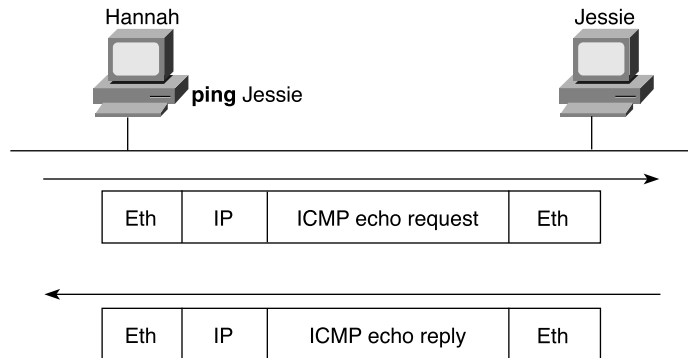 Hannah
Jessie
ping Jessie
Eth IP ICMP echo request Eth
Eth IP ICMP echo reply Eth